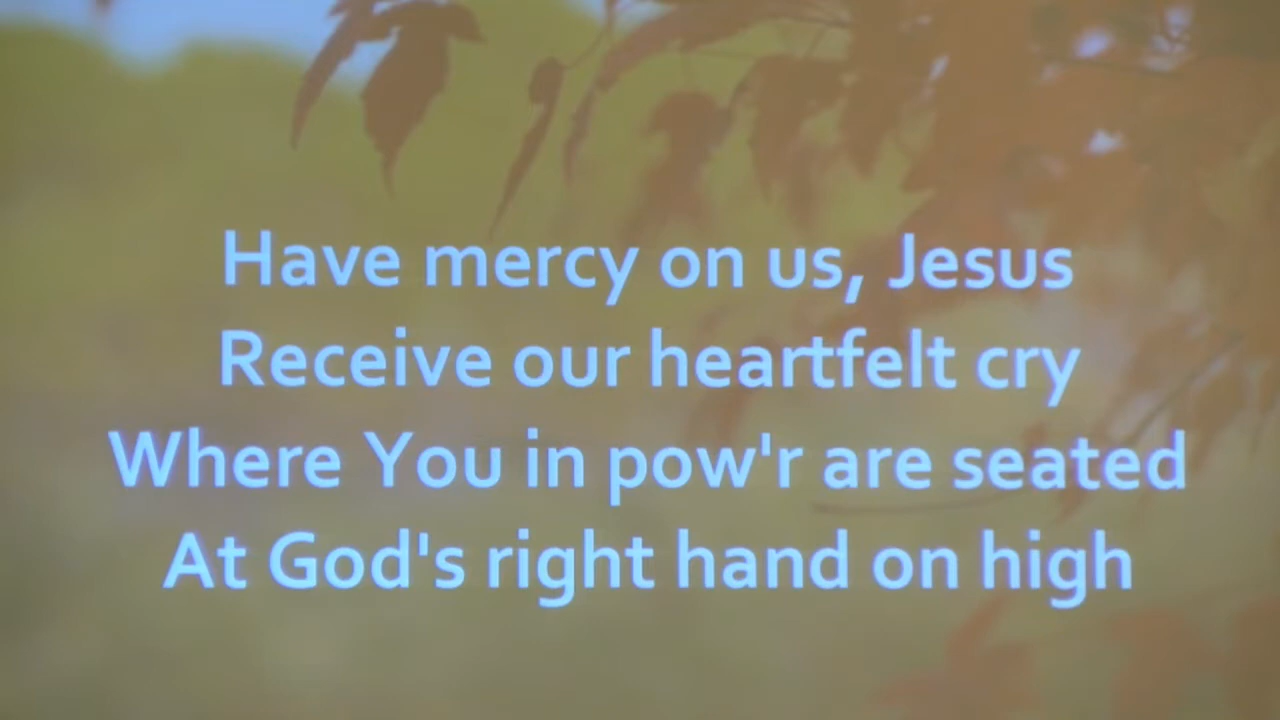 Have mercy on us, Jesus
Receive our heartfelt cry
Where You in pow'r are seated
At God's right hand on high